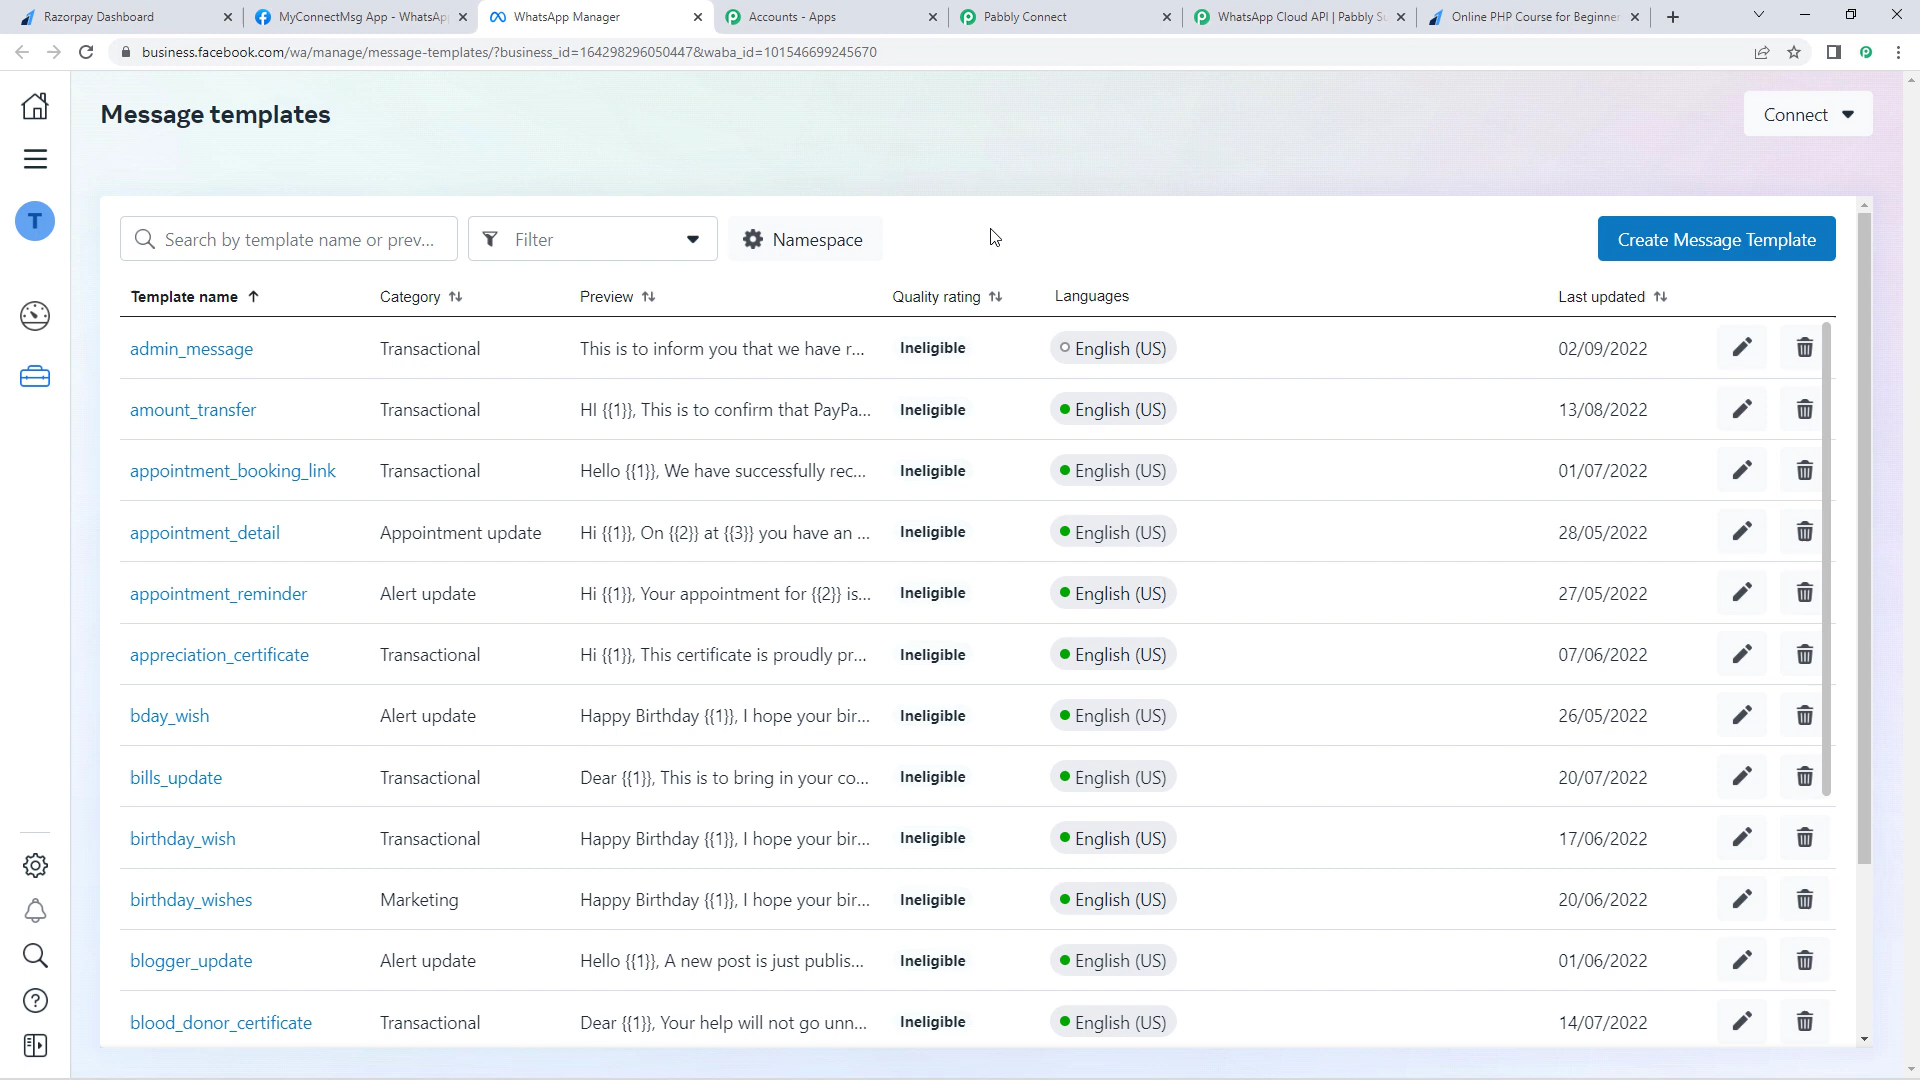 Razorpay Dashboard
MyConnectMsg App - WhatsAp
WhatsApp Manager
Accounts - Apps
Pabbly Connect
WhatsApp Cloud API | Pabbly Su
Online PHP Course for Beginner
business.facebook.com/wa/manage/message-templates/?business_id=164298296050447&waba_id=101546699245670
Message templates
Connect
T
Search by template name or prev...
Filter
Namespace
Create Message Template
Template name Category Preview Quality rating Languages Last updated
admin_message Transactional This is to inform you that we have r... Ineligible English (US) 02/09/2022
amount_transfer Transactional HI {{1}}, This is to confirm that PayPa... Ineligible English (US) 13/08/2022
appointment_booking_link Transactional Hello {{1}}, We have successfully rec... Ineligible English (US) 01/07/2022
appointment_detail Appointment update Hi {{1}}, On {{2}} at {{3}} you have an ... Ineligible English (US) 28/05/2022
appointment_reminder Alert update Hi {{1}}, Your appointment for {{2}} is... Ineligible English (US) 27/05/2022
appreciation_certificate Transactional Hi {{1}}, This certificate is proudly pr... Ineligible English (US) 07/06/2022
bday_wish Alert update Happy Birthday {{1}}, I hope your bir... Ineligible English (US) 26/05/2022
bills_update Transactional Dear {{1}}, This is to bring in your co... Ineligible English (US) 20/07/2022
birthday_wish Transactional Happy Birthday {{1}}, I hope your bir... Ineligible English (US) 17/06/2022
birthday_wishes Marketing Happy Birthday {{1}}, I hope your bir... Ineligible English (US) 20/06/2022
blogger_update Alert update Hello {{1}}, A new post is just publis... Ineligible English (US) 01/06/2022
blood_donor_certificate Transactional Dear {{1}}, Your help will not go unn... Ineligible English (US) 14/07/2022